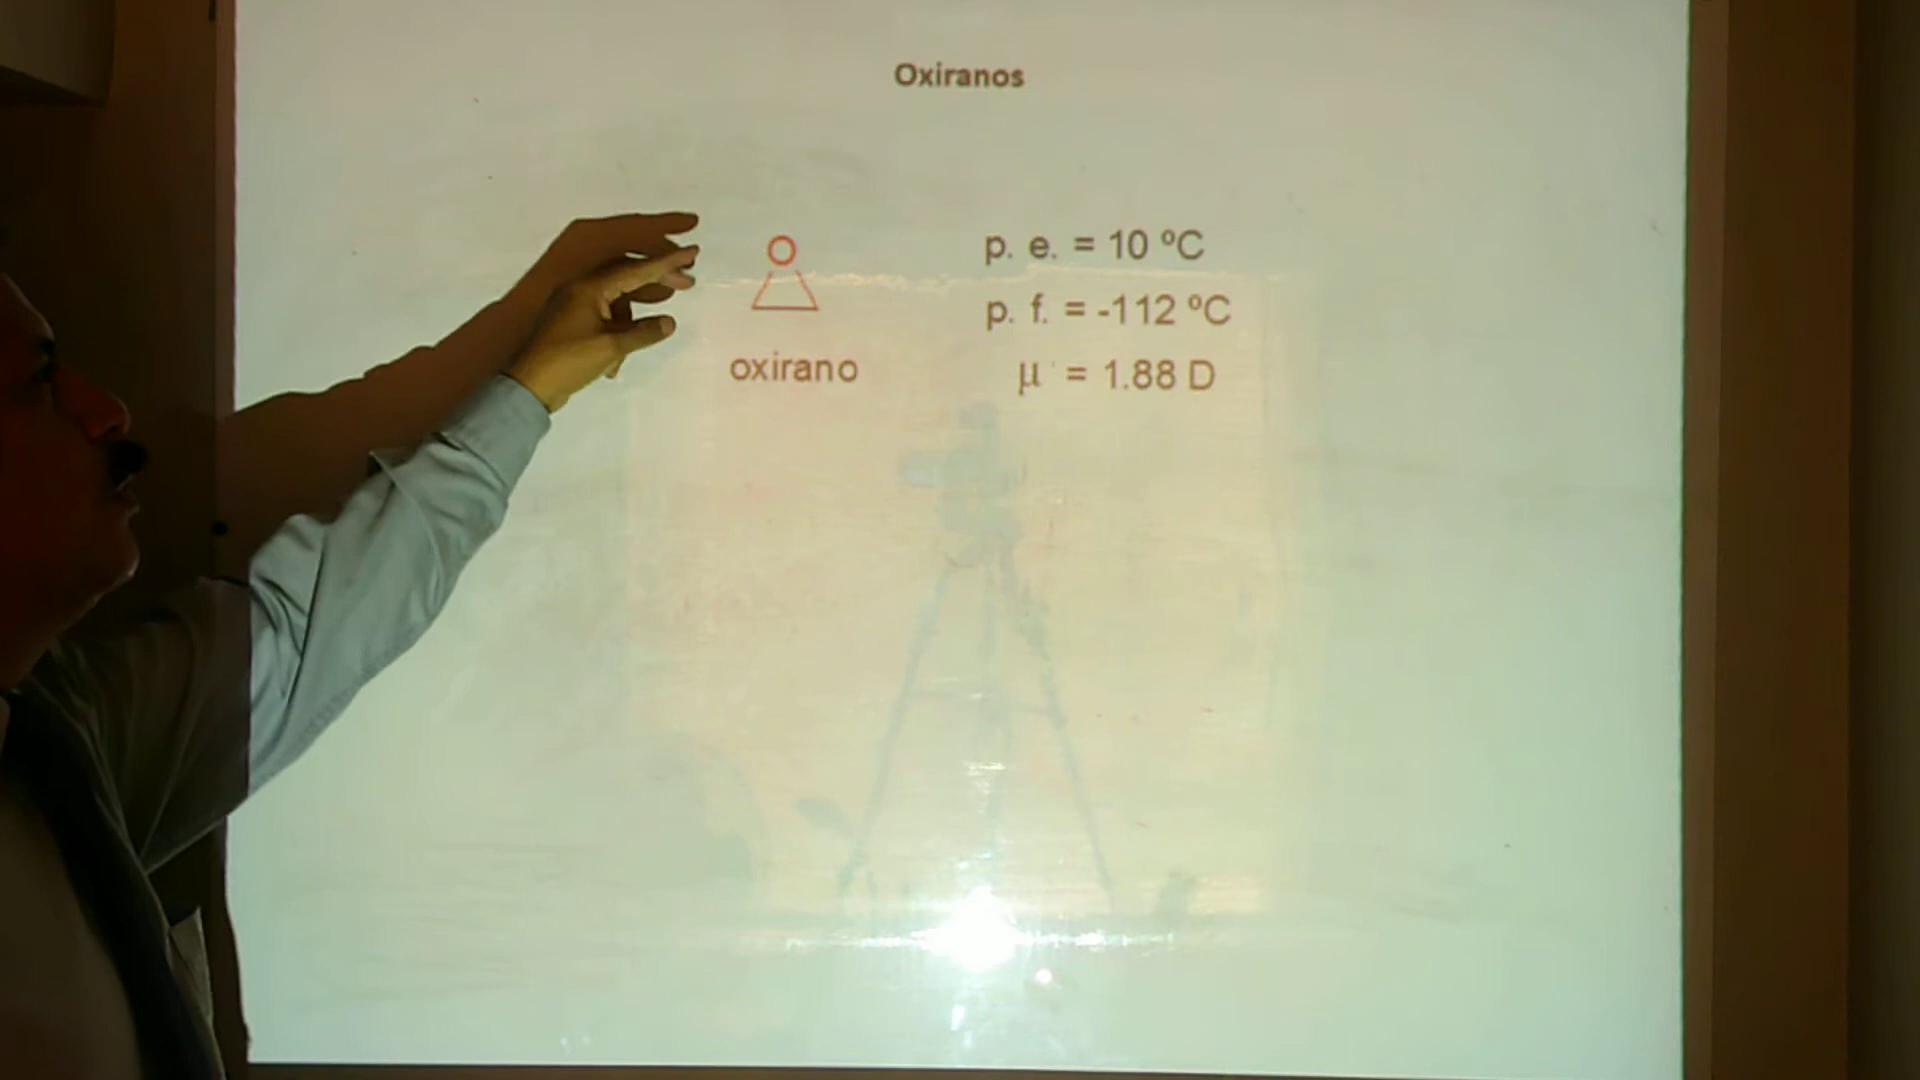 Oxiranos
O
p. e. = 10 ºC
p. f. = -112 ºC
oxirano
µ = 1.88 D